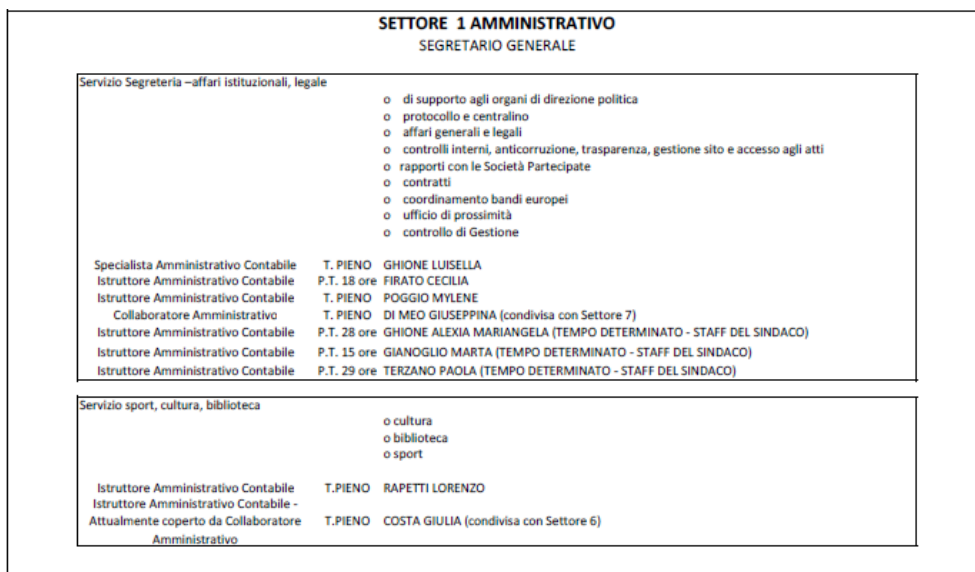 SETTORE 1 AMMINISTRATIVO
SEGRETARIO GENERALE
Servizio Segreteria –affari istituzionali, legale
o di supporto agli organi di direzione politica
o protocollo e centralino
o affari generali e legali
o controlli interni, anticorruzione, trasparenza, gestione sito e accesso agli atti
o rapporti con le Società Partecipate
o contratti
o coordinamento bandi europei
o ufficio di prossimità
o controllo di Gestione
Specialista Amministrativo Contabile T. PIENO GHIONE LUISELLA
Istruttore Amministrativo Contabile P.T. 18 ore FIRATO CECILIA
Istruttore Amministrativo Contabile T. PIENO POGGIO MYLENE
Collaboratore Amministrativo T. PIENO DI MEO GIUSEPPINA (condivisa con Settore 7)
Istruttore Amministrativo Contabile P.T. 28 ore GHIONE ALEXIA MARIANGELA (TEMPO DETERMINATO - STAFF DEL SINDACO)
Istruttore Amministrativo Contabile P.T. 15 ore GIANOGLIO MARTA (TEMPO DETERMINATO - STAFF DEL SINDACO)
Istruttore Amministrativo Contabile P.T. 29 ore TERZANO PAOLA (TEMPO DETERMINATO - STAFF DEL SINDACO)
Servizio sport, cultura, biblioteca
o cultura
o biblioteca
o sport
Istruttore Amministrativo Contabile T.PIENO RAPETTI LORENZO
Istruttore Amministrativo Contabile -
Attualmente coperto da Collaboratore T.PIENO COSTA GIULIA (condivisa con Settore 6)
Amministrativo